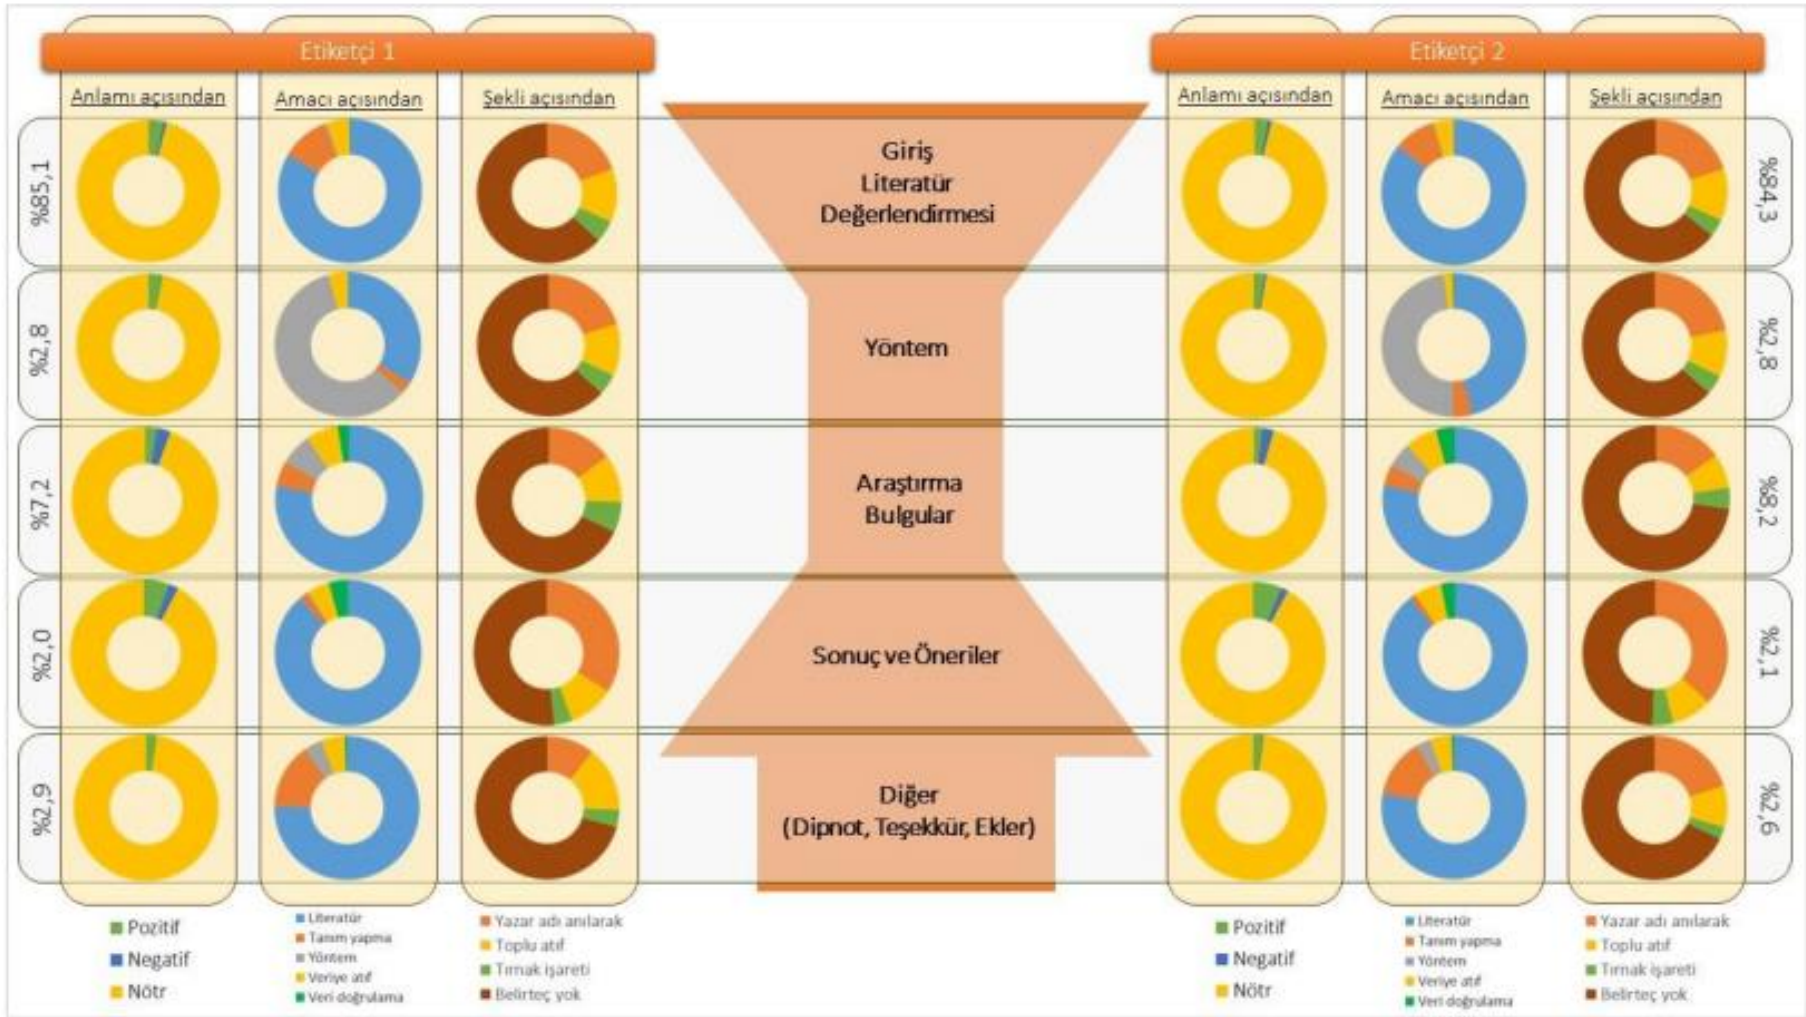 Etiketçi 1
Anlamı açısından
Amacı açısından
Şekli açısından
%85,1
%2,8
%7,2
%2,0
%2,9
Pozitif
Negatif
Nötr
Literatür
Tanım yapma
Yöntem
Veriye atıf
Veri doğrulama
Yazar adı anılarak
Toplu atıf
Tırnak işareti
Belirteç yok
Giriş
Literatür
Değerlendirmesi
Yöntem
Araştırma
Bulgular
Sonuç ve Öneriler
Diğer
(Dipnot, Teşekkür, Ekler)
Etiketçi 2
Anlamı açısından
Amacı açısından
Şekli açısından
%84,3
%2,8
%8,2
%2,1
%2,6
Pozitif
Negatif
Nötr
Literatür
Tanım yapma
Yöntem
Veriye atıf
Veri doğrulama
Yazar adı anılarak
Toplu atıf
Tırnak işareti
Belirteç yok